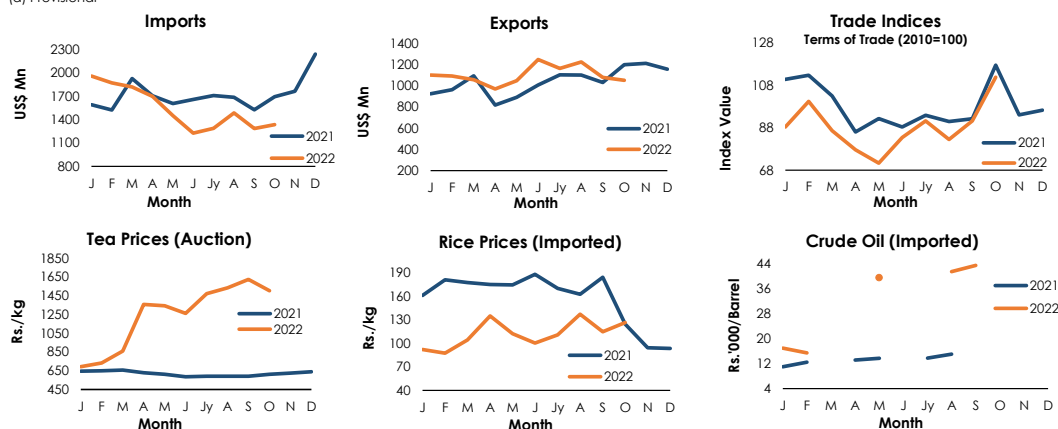 (a) Provisional
Imports
US$ Mn
2300
2000
1700
1400
1100
800
2021
2022
J F M A M J Jy A S O N D
Month
Exports
US$ Mn
1400
1200
1000
800
600
400
200
2021
2022
J F M A M J Jy A S O N D
Month
Trade Indices
Terms of Trade (2010=100)
Index Value
128
108
88
68
2021
2022
J F M A M J Jy A S O N D
Month
Tea Prices (Auction)
Rs./kg
1850
1650
1450
1250
1050
850
650
450
2021
2022
J F M A M J Jy A S O N D
Month
Rice Prices (Imported)
Rs./kg
190
160
130
100
70
40
2021
2022
J F M A M J Jy A S O N D
Month
Crude Oil (Imported)
Rs.'000/Barrel
44
36
28
20
12
4
2021
2022
J F M A M J Jy A S O N D
Month